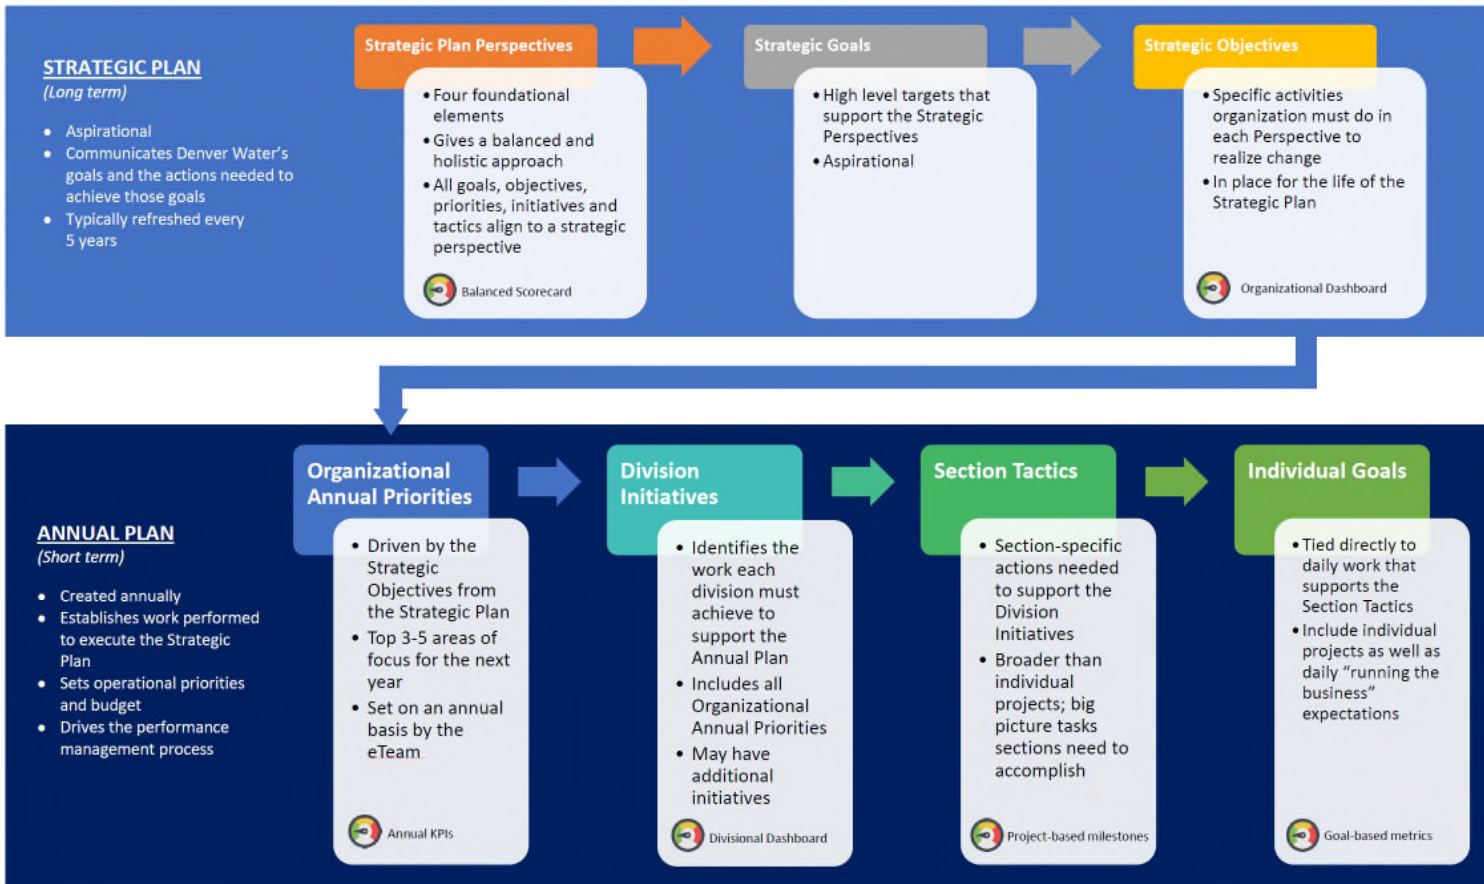 STRATEGIC PLAN
(Long term)
● Aspirational
● Communicates Denver Water's
goals and the actions needed to
achieve those goals
● Typically refreshed every
5 years
Strategic Plan Perspectives
• Four foundational
elements
• Gives a balanced and
holistic approach
• All goals, objectives,
priorities, initiatives and
tactics align to a strategic
perspective
Balanced Scorecard
Strategic Goals
• High level targets that
support the Strategic
Perspectives
• Aspirational
Strategic Objectives
• Specific activities
organization must do in
each Perspective to
realize change
• In place for the life of the
Strategic Plan
Organizational Dashboard
ANNUAL PLAN
(Short term)
● Created annually
● Establishes work performed
to execute the Strategic
Plan
● Sets operational priorities
and budget
● Drives the performance
management process
Organizational
Annual Priorities
• Driven by the
Strategic
Objectives from
the Strategic Plan
• Top 3-5 areas of
focus for the next
year
• Set on an annual
basis by the
eTeam
Annual KPIs
Division
Initiatives
• Identifies the
work each
division must
achieve to
support the
Annual Plan
• Includes all
Organizational
Annual Priorities
• May have
additional
initiatives
Divisional Dashboard
Section Tactics
• Section-specific
actions needed
to support the
Division
Initiatives
• Broader than
individual
projects; big
picture tasks
sections need to
accomplish
Project-based milestones
Individual Goals
• Tied directly to
daily work that
supports the
Section Tactics
• Include individual
projects as well as
daily “running the
business”
expectations
Goal-based metrics